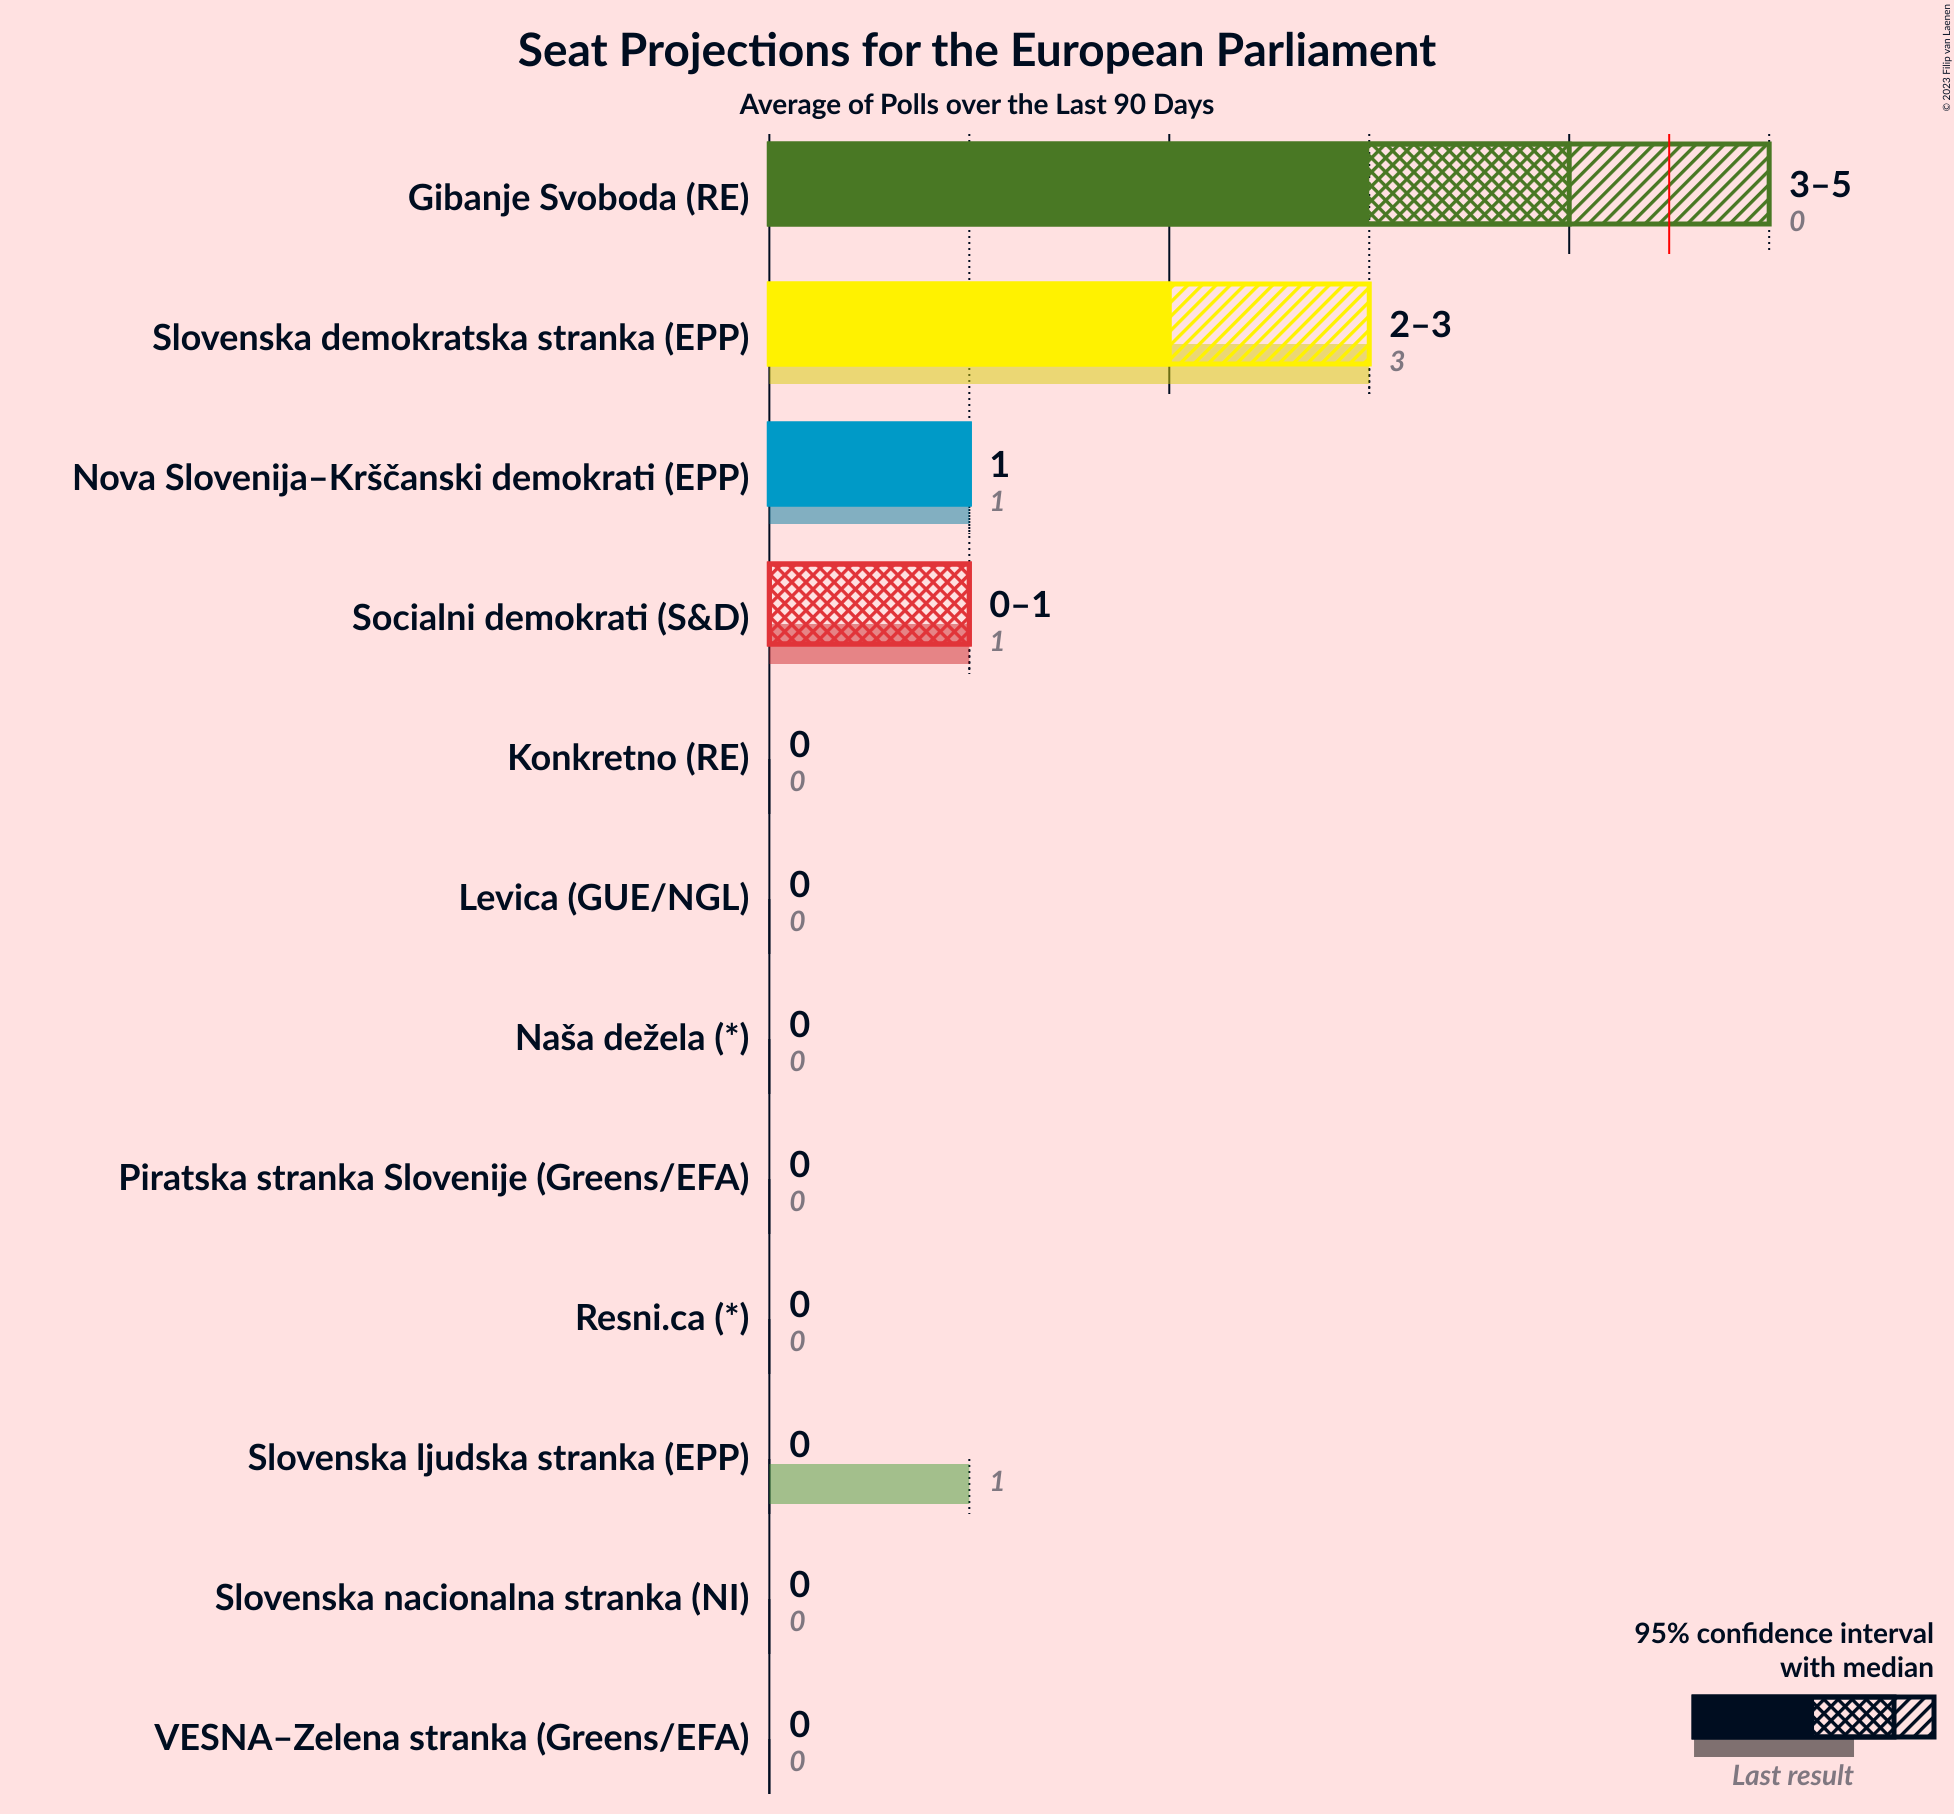 Seat Projections for the European Parliament
Average of Polls over the Last 90 Days
© 2023 Filip van Laenen
Gibanje Svoboda (RE)
3–5
0
Slovenska demokratska stranka (EPP)
2–3
3
Nova Slovenija–Krščanski demokrati (EPP)
1
1
Socialni demokrati (S&D)
0–1
1
Konkretno (RE)
0
0
Levica (GUE/NGL)
0
0
Naša dežela (*)
0
0
Piratska stranka Slovenije (Greens/EFA)
0
0
Resni.ca (*)
0
0
Slovenska ljudska stranka (EPP)
0
1
Slovenska nacionalna stranka (NI)
0
0
VESNA–Zelena stranka (Greens/EFA)
0
0
95% confidence interval
with median
Last result